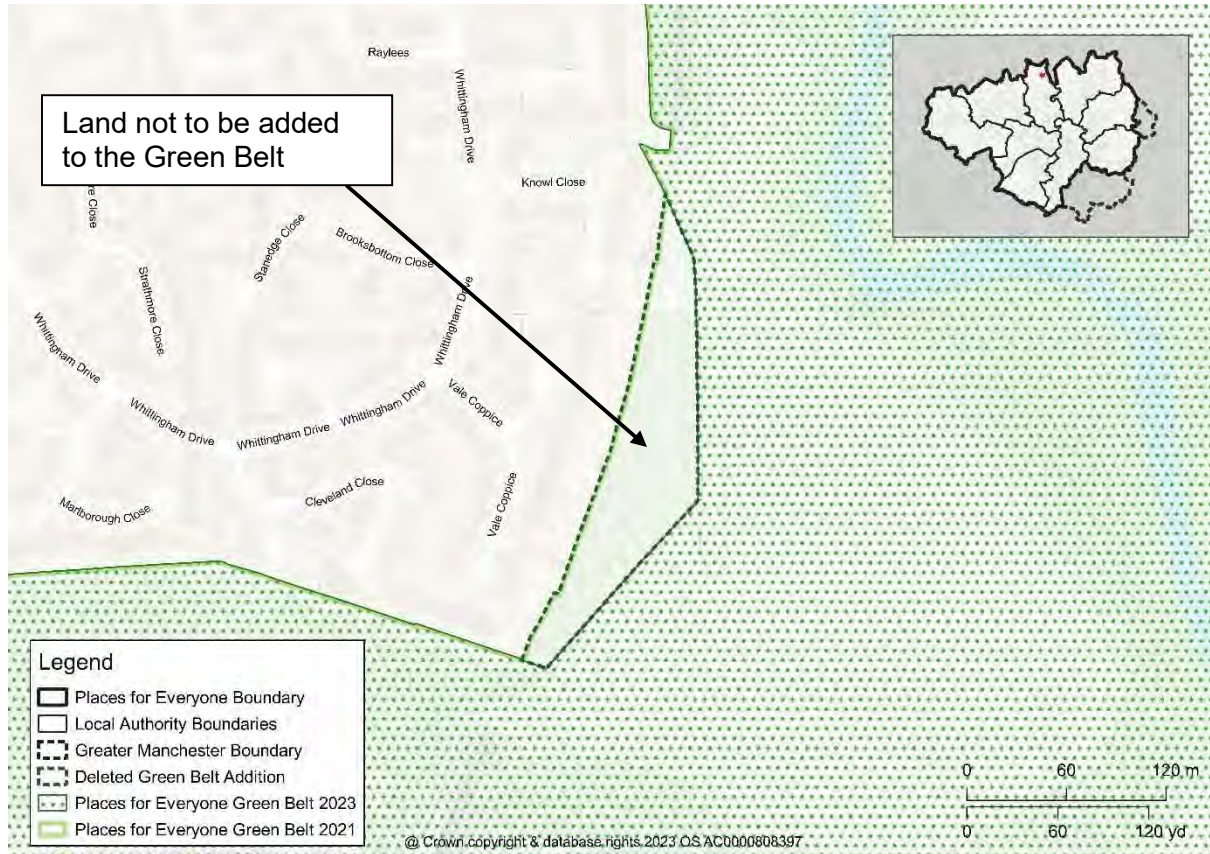 Raylees
Whittingham Drive
Land not to be added
to the Green Belt
Knowl Close
re Close
Stanedge Close
Brooksbottom Close
Strathmore Close
Whittingham Drive
Whittingham Drive
Whittingham Drive
Whittingham Drive
Whittingham Drive
Vale Coppice
Cleveland Close
Vale Coppice
Marlborough Close
Legend
Places for Everyone Boundary
Local Authority Boundaries
Greater Manchester Boundary
Deleted Green Belt Addition
Places for Everyone Green Belt 2023
Places for Everyone Green Belt 2021
0 60 120 m
0 60 120 yd
@ Crown copyright & database rights 2023 OS AC0000808397